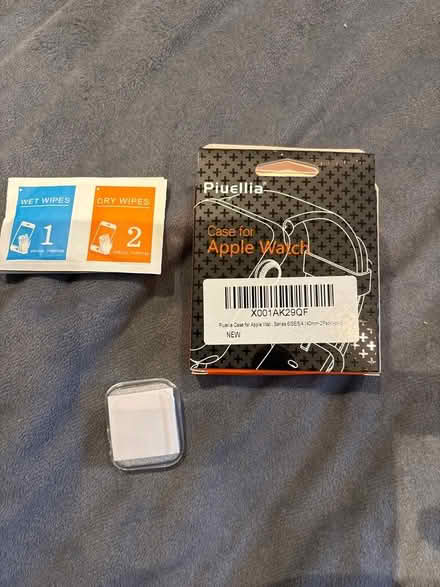 WET WIPES
1
DRY WIPES
2
Piuellia
Case for
Apple Watch
X001AK29QF
NEW